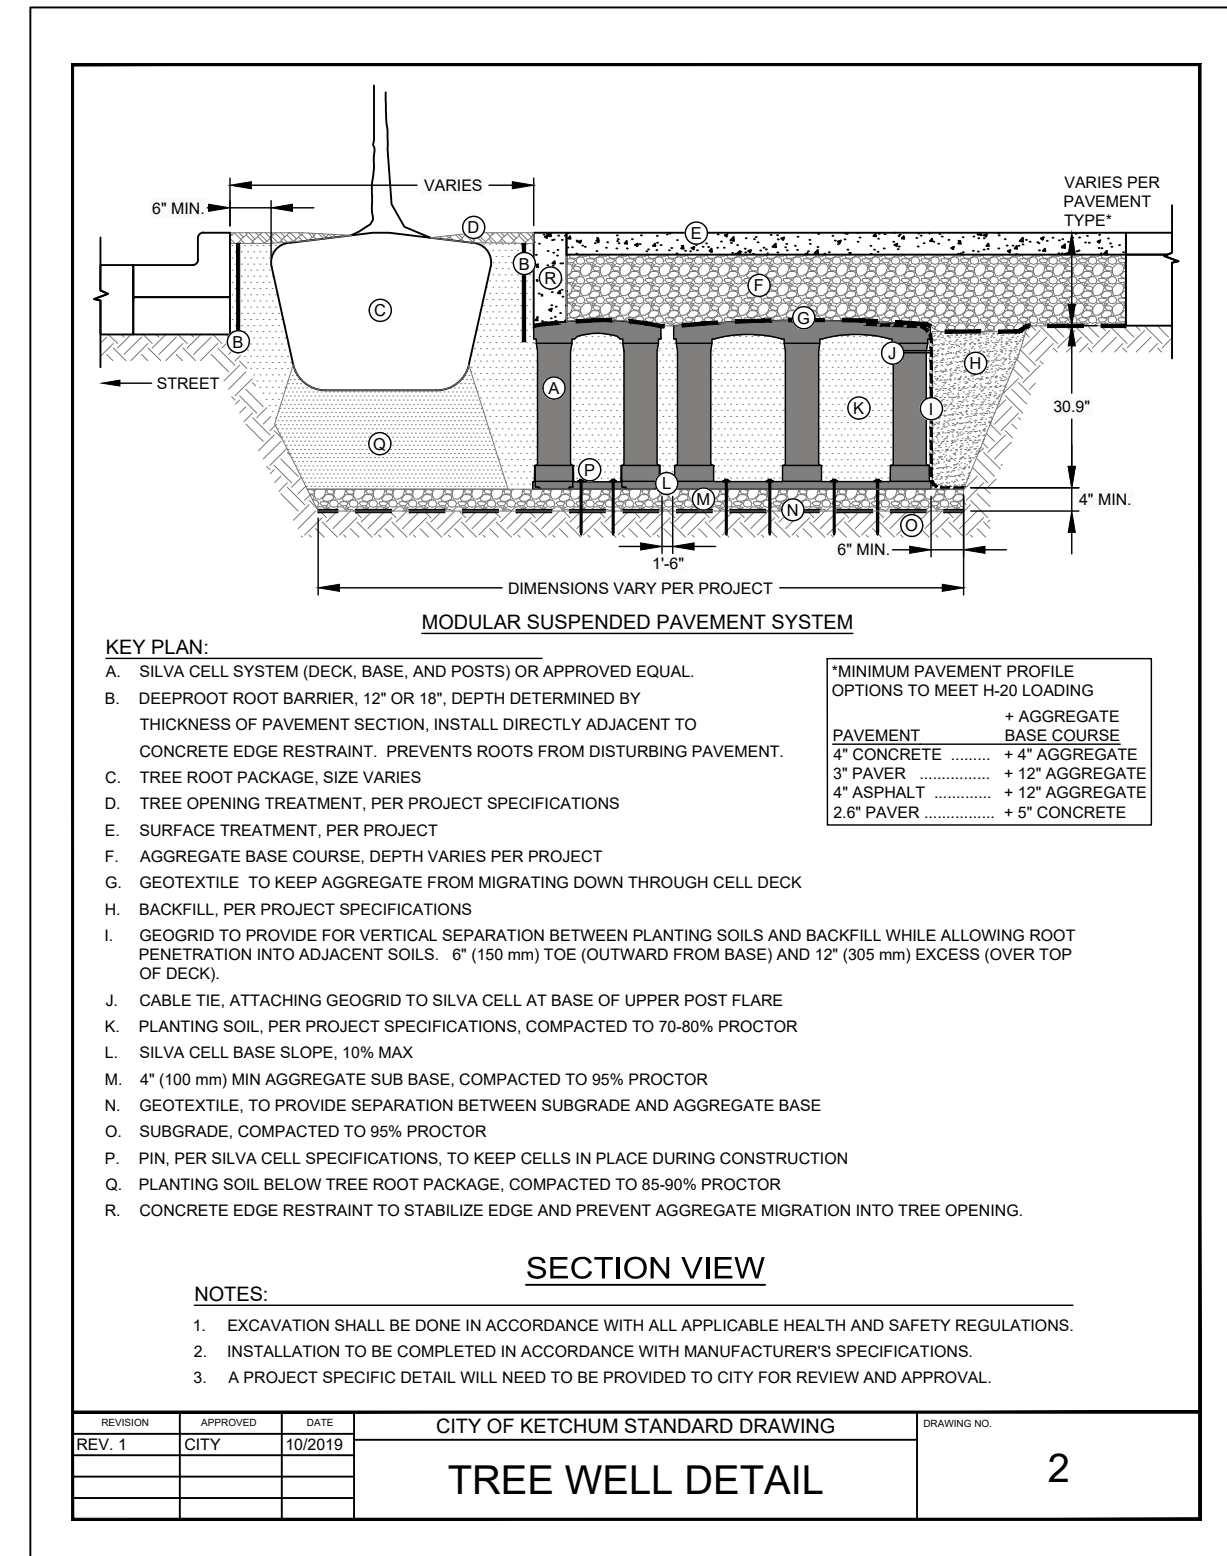 VARIES
6" MIN.
VARIES PER
PAVEMENT
TYPE*
D
E
B
R
F
C
G
B
J
H
STREET
A
K
I
30.9"
Q
P
L
M
N
O
4" MIN.
6" MIN.
1'-6"
DIMENSIONS VARY PER PROJECT
MODULAR SUSPENDED PAVEMENT SYSTEM
KEY PLAN:
A. SILVA CELL SYSTEM (DECK, BASE, AND POSTS) OR APPROVED EQUAL.
B. DEEPROOT ROOT BARRIER, 12" OR 18", DEPTH DETERMINED BY
THICKNESS OF PAVEMENT SECTION, INSTALL DIRECTLY ADJACENT TO
CONCRETE EDGE RESTRAINT. PREVENTS ROOTS FROM DISTURBING PAVEMENT.
C. TREE ROOT PACKAGE, SIZE VARIES
D. TREE OPENING TREATMENT, PER PROJECT SPECIFICATIONS
E. SURFACE TREATMENT, PER PROJECT
F. AGGREGATE BASE COURSE, DEPTH VARIES PER PROJECT
G. GEOTEXTILE TO KEEP AGGREGATE FROM MIGRATING DOWN THROUGH CELL DECK
H. BACKFILL, PER PROJECT SPECIFICATIONS
I. GEOGRID TO PROVIDE FOR VERTICAL SEPARATION BETWEEN PLANTING SOILS AND BACKFILL WHILE ALLOWING ROOT
PENETRATION INTO ADJACENT SOILS. 6" (150 mm) TOE (OUTWARD FROM BASE) AND 12" (305 mm) EXCESS (OVER TOP
OF DECK).
J. CABLE TIE, ATTACHING GEOGRID TO SILVA CELL AT BASE OF UPPER POST FLARE
K. PLANTING SOIL, PER PROJECT SPECIFICATIONS, COMPACTED TO 70-80% PROCTOR
L. SILVA CELL BASE SLOPE, 10% MAX
M. 4" (100 mm) MIN AGGREGATE SUB BASE, COMPACTED TO 95% PROCTOR
N. GEOTEXTILE, TO PROVIDE SEPARATION BETWEEN SUBGRADE AND AGGREGATE BASE
O. SUBGRADE, COMPACTED TO 95% PROCTOR
P. PIN, PER SILVA CELL SPECIFICATIONS, TO KEEP CELLS IN PLACE DURING CONSTRUCTION
Q. PLANTING SOIL BELOW TREE ROOT PACKAGE, COMPACTED TO 85-90% PROCTOR
R. CONCRETE EDGE RESTRAINT TO STABILIZE EDGE AND PREVENT AGGREGATE MIGRATION INTO TREE OPENING.
*MINIMUM PAVEMENT PROFILE
OPTIONS TO MEET H-20 LOADING
+ AGGREGATE
PAVEMENT BASE COURSE
4" CONCRETE ......... + 4" AGGREGATE
3" PAVER ................ + 12" AGGREGATE
4" ASPHALT ............. + 12" AGGREGATE
2.6" PAVER ................ + 5" CONCRETE
SECTION VIEW
NOTES:
1. EXCAVATION SHALL BE DONE IN ACCORDANCE WITH ALL APPLICABLE HEALTH AND SAFETY REGULATIONS.
2. INSTALLATION TO BE COMPLETED IN ACCORDANCE WITH MANUFACTURER'S SPECIFICATIONS.
3. A PROJECT SPECIFIC DETAIL WILL NEED TO BE PROVIDED TO CITY FOR REVIEW AND APPROVAL.
REVISION APPROVED DATE
REV. 1 CITY 10/2019
CITY OF KETCHUM STANDARD DRAWING
TREE WELL DETAIL
DRAWING NO.
2